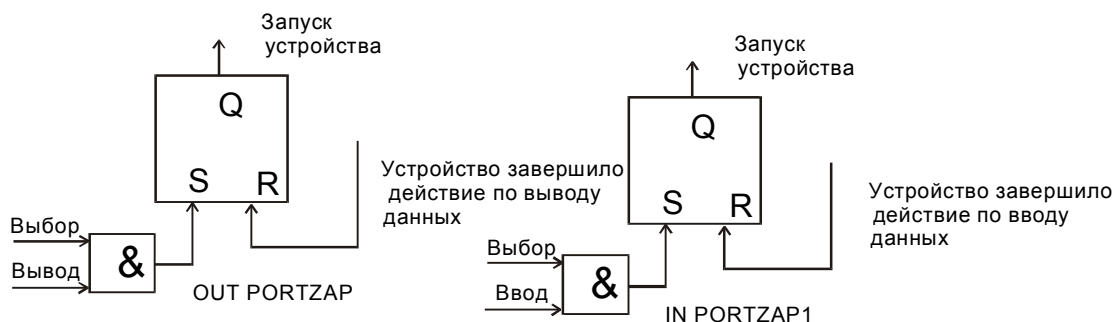 Запуск
устройства
Q
S R
Устройство завершило
действие по выводу
данных
Выбор
Вывод
&
OUT PORTZAP
Запуск
устройства
Q
S R
Устройство завершило
действие по вводу
данных
Выбор
Ввод
&
IN PORTZAP1